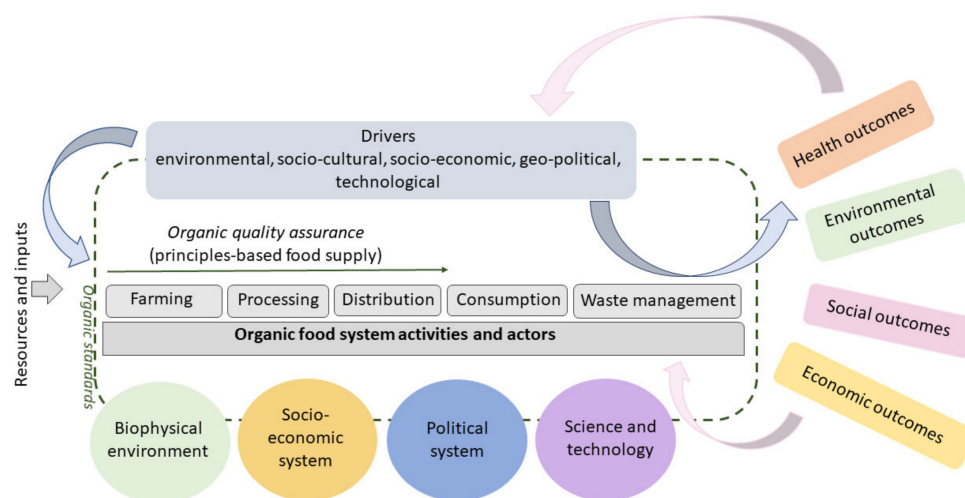 Drivers
environmental, socio-cultural, socio-economic, geo-political,
technological
Health outcomes
Environmental
outcomes
Social outcomes
Economic outcomes
Resources and inputs
Organic standards
Organic quality assurance
(principles-based food supply)
Farming
Processing
Distribution
Consumption
Waste management
Organic food system activities and actors
Biophysical
environment
Socio-
economic
system
Political
system
Science and
technology